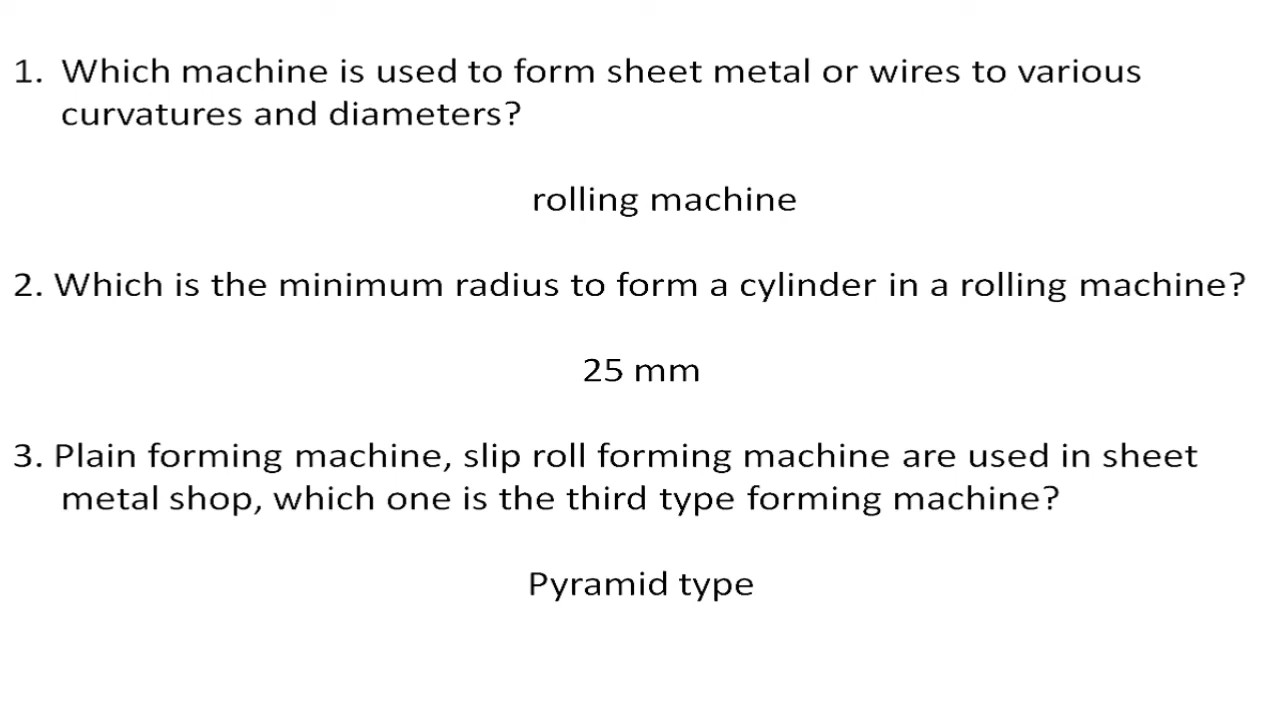 1. Which machine is used to form sheet metal or wires to various
curvatures and diameters?
rolling machine
2. Which is the minimum radius to form a cylinder in a rolling machine?
25 mm
3. Plain forming machine, slip roll forming machine are used in sheet
metal shop, which one is the third type forming machine?
Pyramid type